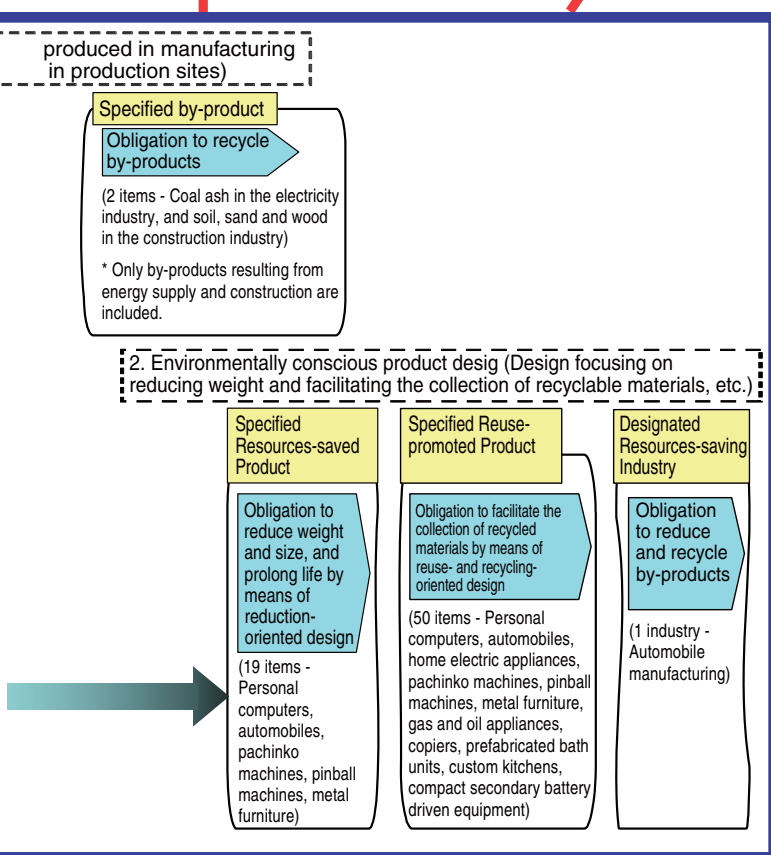 produced in manufacturing
in production sites)
Specified by-product
Obligation to recycle
by-products
(2 items - Coal ash in the electricity
industry, and soil, sand and wood
in the construction industry)
* Only by-products resulting from
energy supply and construction are
included.
2. Environmentally conscious product desig (Design focusing on
reducing weight and facilitating the collection of recyclable materials, etc.)
Specified
Resources-saved
Product
Obligation to
reduce weight
and size, and
prolong life by
means of
reduction-
oriented design
(19 items -
Personal
computers,
automobiles,
pachinko
machines, pinball
machines, metal
furniture)
Specified Reuse-
promoted Product
Obligation to facilitate the
collection of recycled
materials by means of
reuse- and recycling-
oriented design
(50 items - Personal
computers, automobiles,
home electric appliances,
pachinko machines, pinball
machines, metal furniture,
gas and oil appliances,
copiers, prefabricated bath
units, custom kitchens,
compact secondary battery
driven equipment)
Designated
Resources-saving
Industry
Obligation
to reduce
and recycle
by-products
(1 industry -
Automobile
manufacturing)